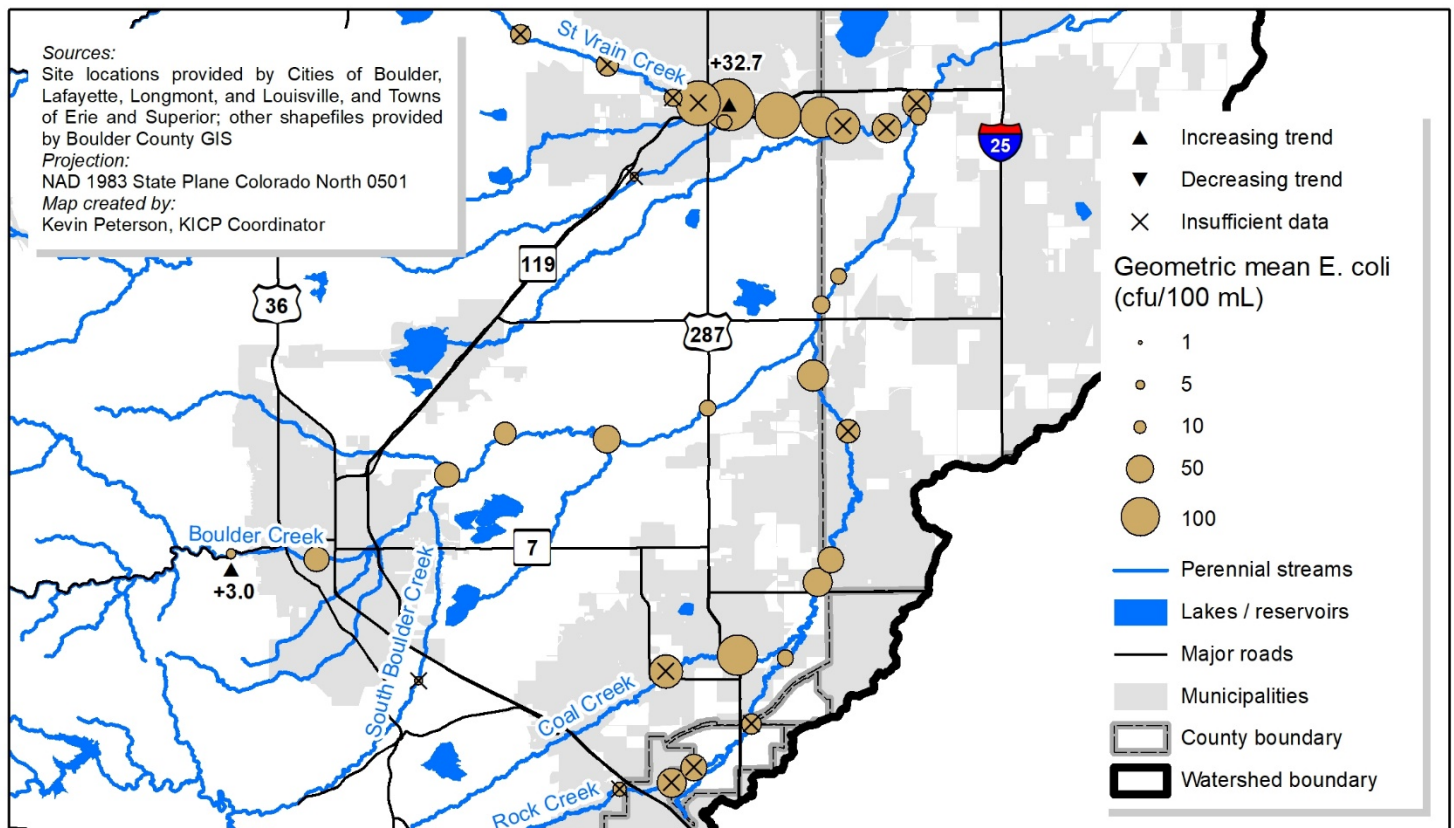 Sources:
Site locations provided by Cities of Boulder,
Lafayette, Longmont, and Louisville, and Towns
of Erie and Superior; other shapefiles provided
by Boulder County GIS
Projection:
NAD 1983 State Plane Colorado North 0501
Map created by:
Kevin Peterson, KICP Coordinator
St Vrain Creek
+32.7
25
119
36
287
Boulder Creek
+3.0
7
South Boulder Creek
Coal Creek
Rock Creek
Increasing trend
Decreasing trend
Insufficient data
Geometric mean E. coli
(cfu/100 mL)
1
5
10
50
100
Perennial streams
Lakes / reservoirs
Major roads
Municipalities
County boundary
Watershed boundary